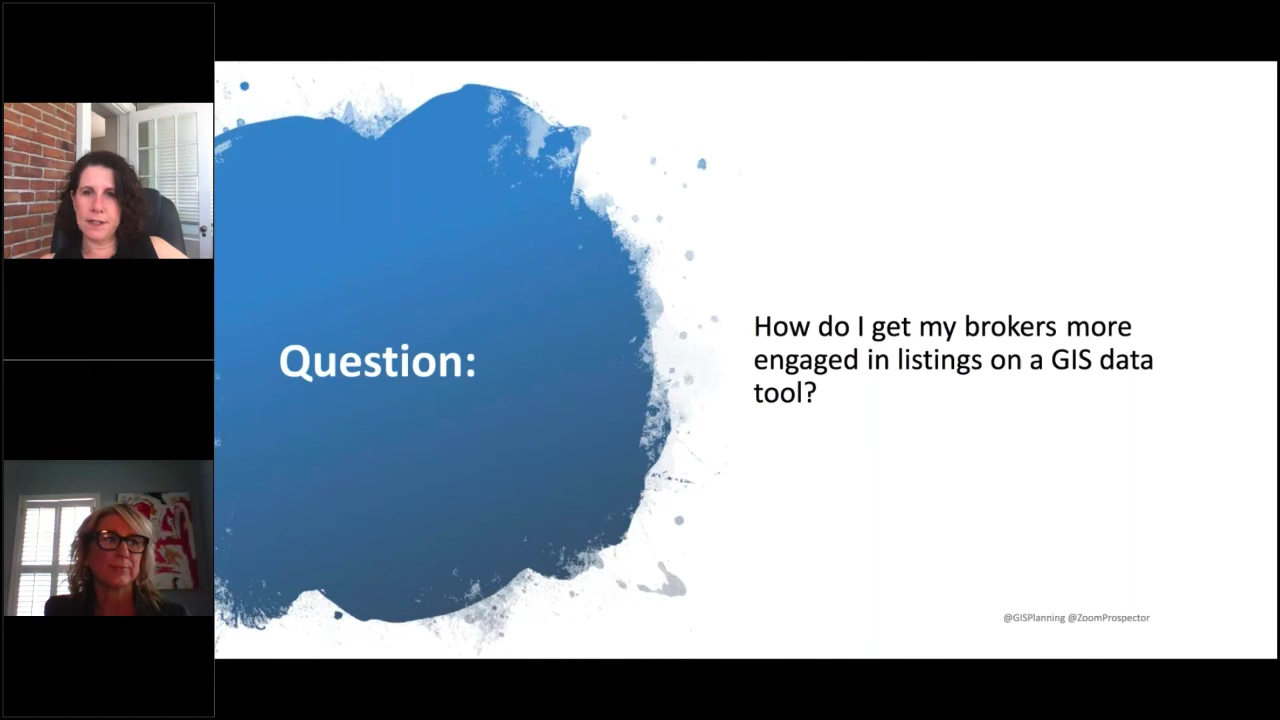 Question:
How do I get my brokers more
engaged in listings on a GIS data
tool?
@GISPlanning @ZoomProspector